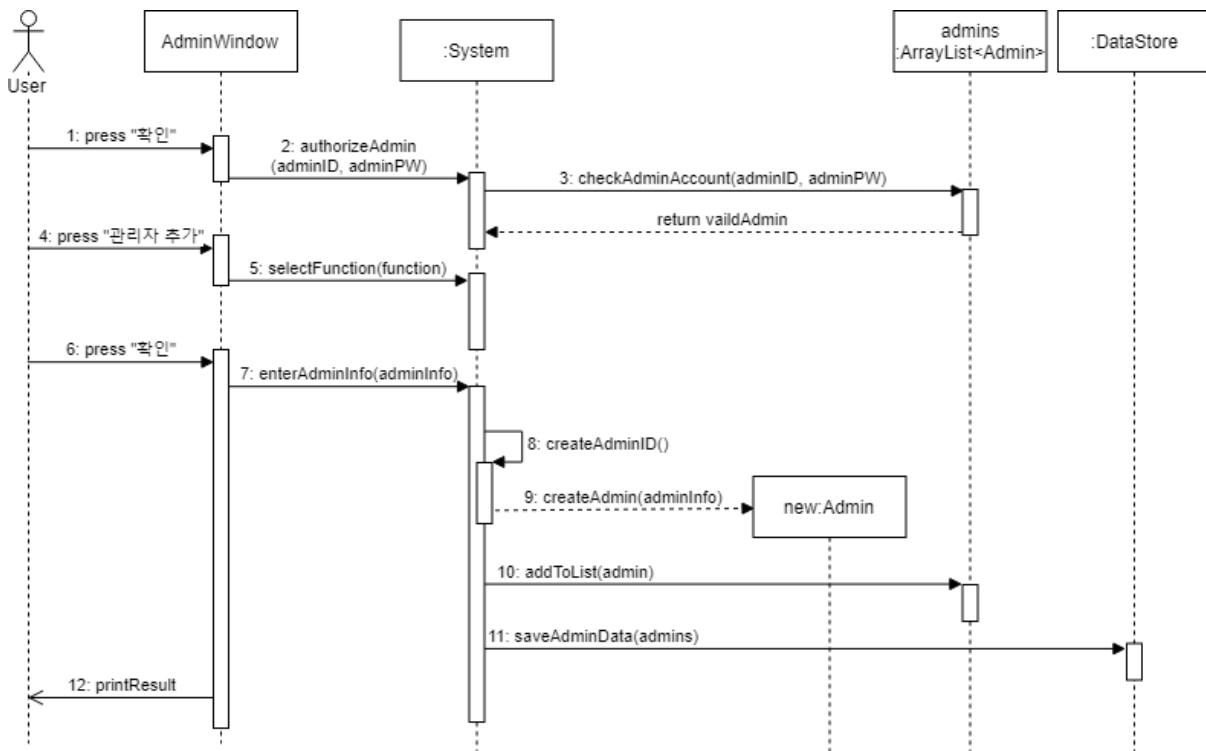 User
AdminWindow
:System
admins
:ArrayList<Admin>
:DataStore
1: press "확인"
2: authorizeAdmin
(adminID, adminPW)
3: checkAdminAccount(adminID, adminPW)
return vaildAdmin
4: press "관리자 추가"
5: selectFunction(function)
6: press "확인"
7: enterAdminInfo(adminInfo)
8: createAdminID()
9: createAdmin(adminInfo)
new:Admin
10: addToList(admin)
11: saveAdminData(admins)
12: printResult